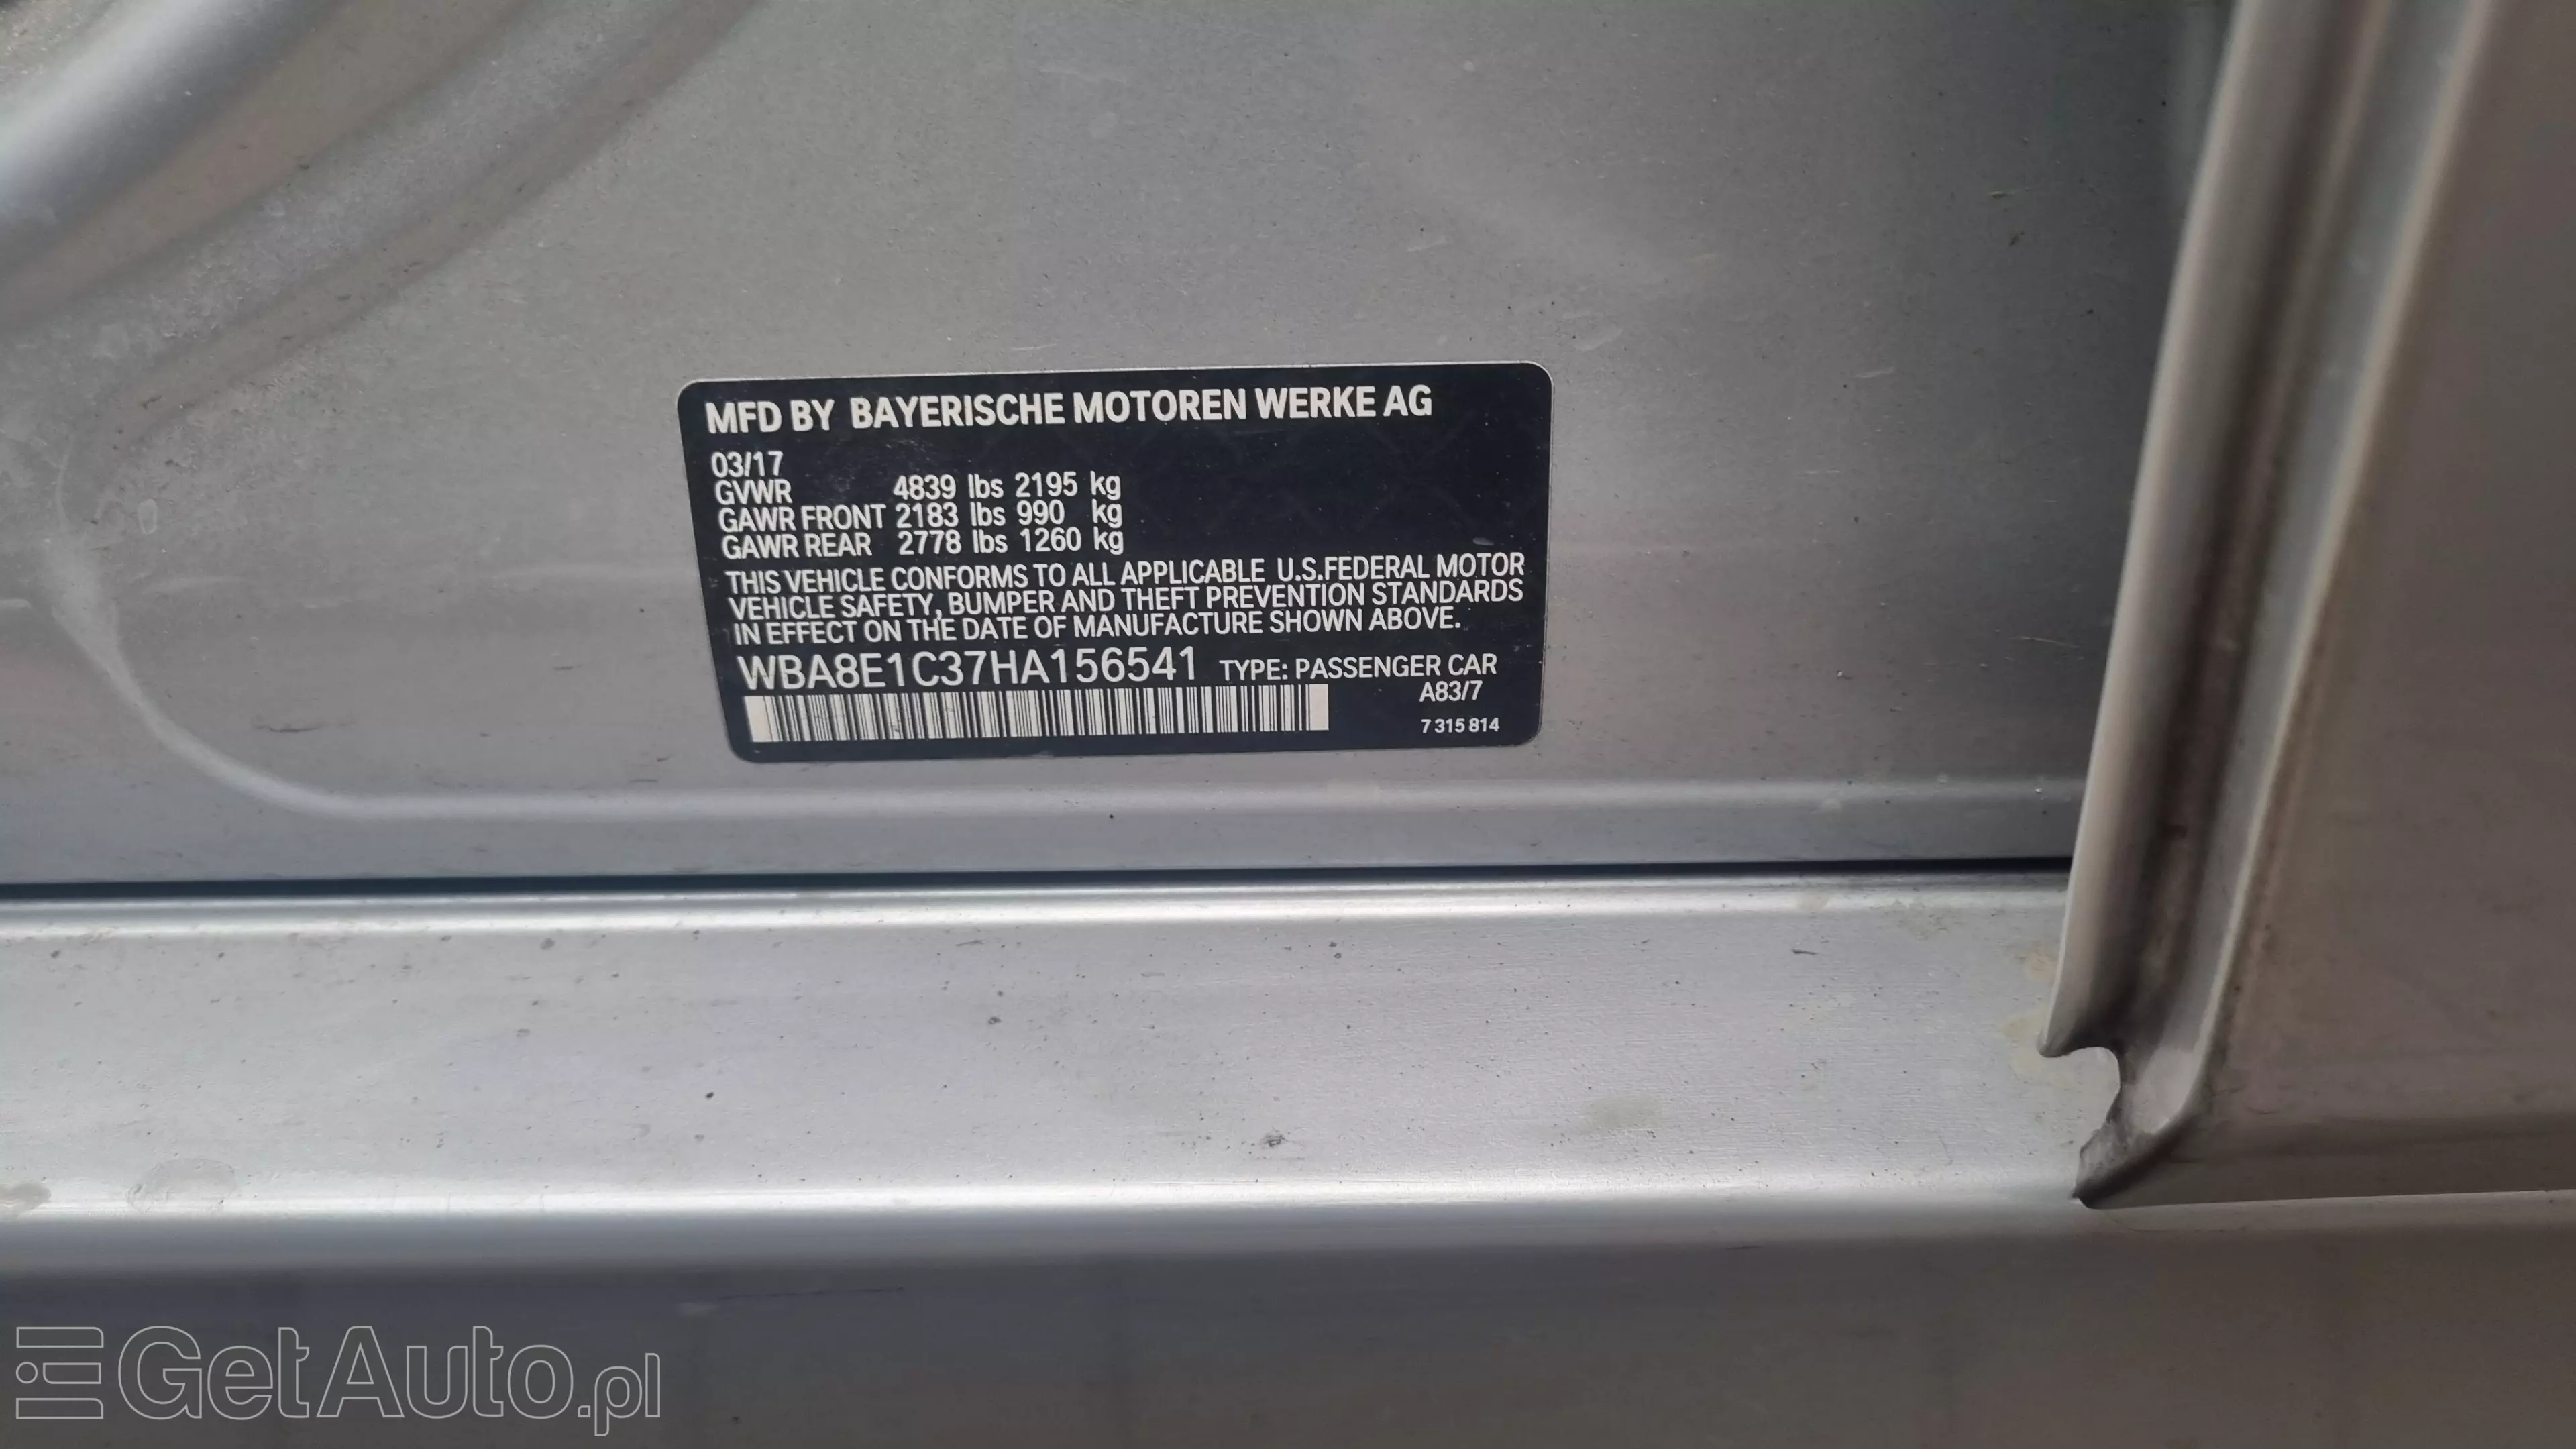 MFD BY BAYERISCHE MOTOREN WERKE AG
03/17
GVWR 4839 lbs 2195 kg
GAWR FRONT 2183 lbs 990 kg
GAWR REAR 2778 lbs 1260 kg
THIS VEHICLE CONFORMS TO ALL APPLICABLE U.S.FEDERAL MOTOR
VEHICLE SAFETY, BUMPER AND THEFT PREVENTION STANDARDS
IN EFFECT ON THE DATE OF MANUFACTURE SHOWN ABOVE.
WBA8E1C37HA156541 TYPE: PASSENGER CAR
A83/7
7 315 814
GetAuto.pl